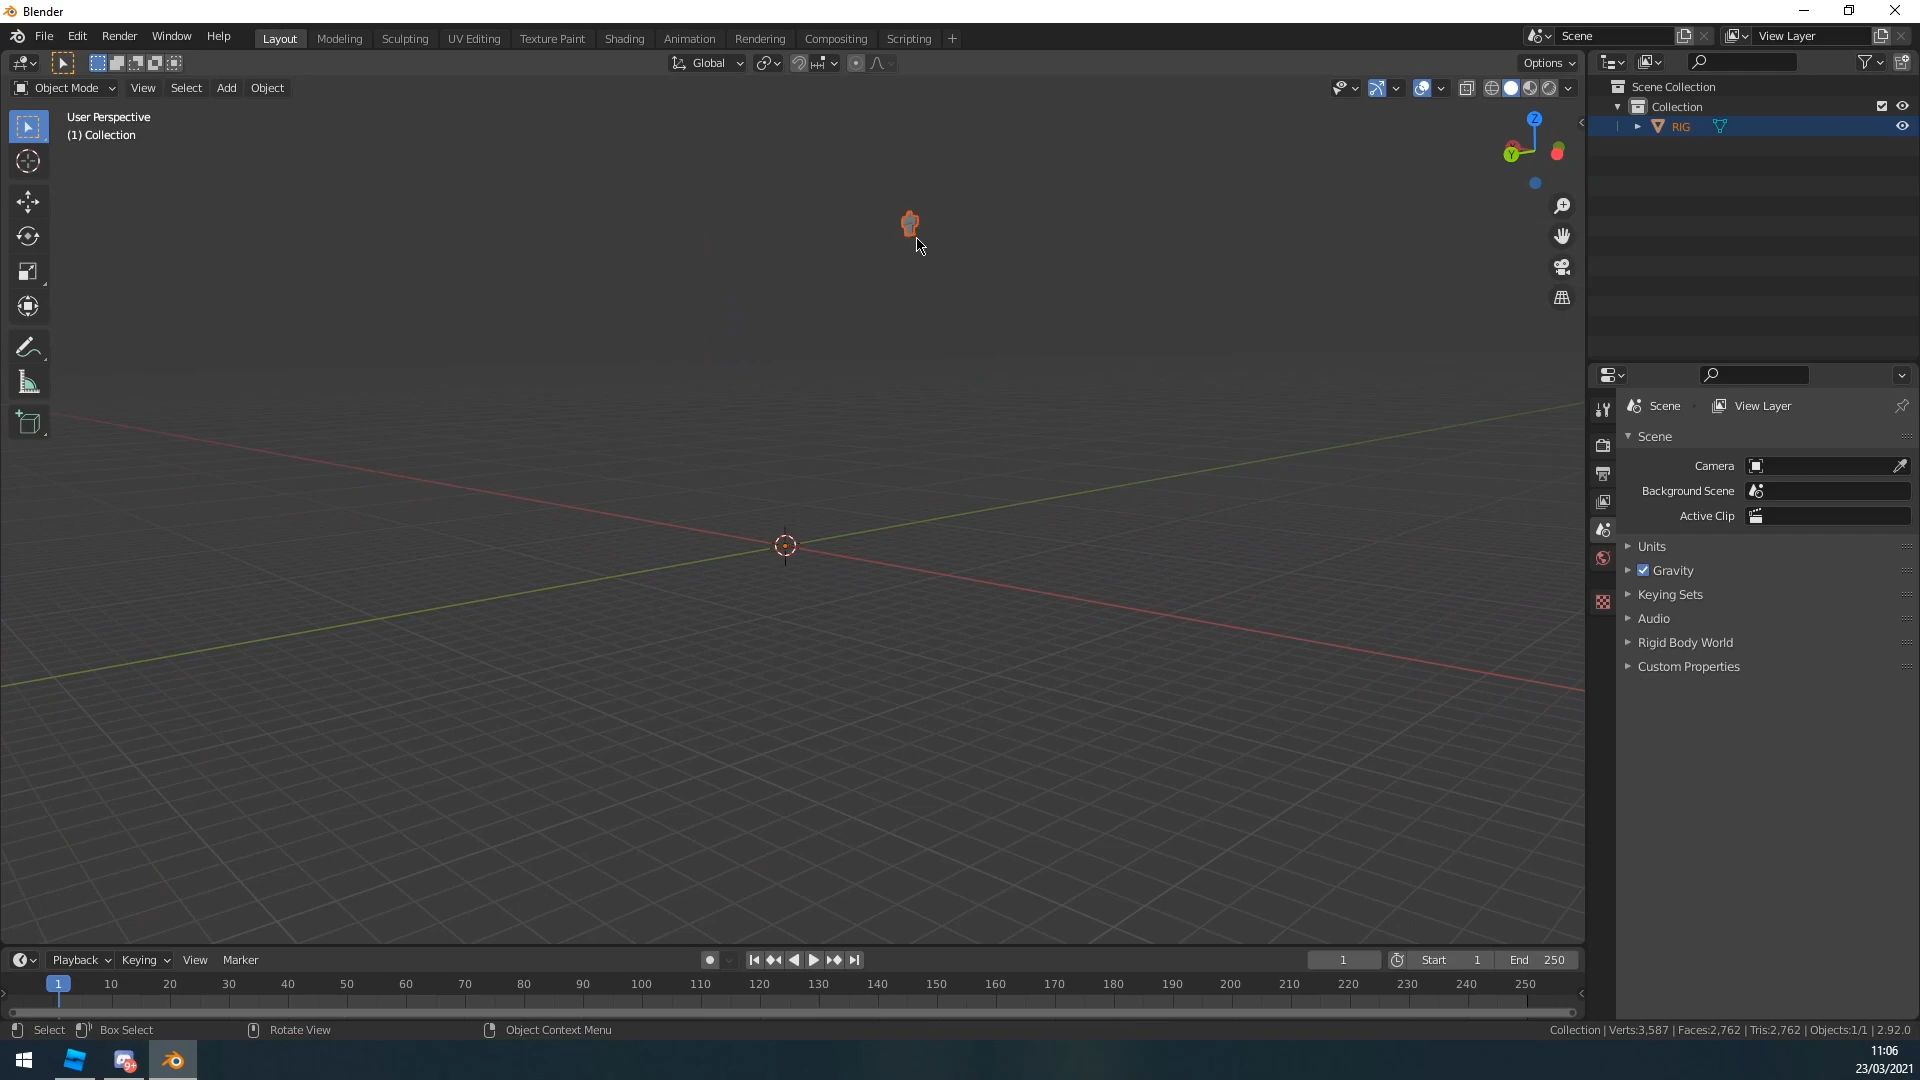 Blender
File Edit Render Window Help Layout Modeling Sculpting UV Editing Texture Paint Shading Animation Rendering Compositing Scripting + Scene View Layer
Global Options
Object Mode View Select Add Object
User Perspective
(1) Collection
Z
Y
Scene Collection
Collection
RIG
Scene View Layer
Scene
Camera
Background Scene
Active Clip
Units
Gravity
Keying Sets
Audio
Rigid Body World
Custom Properties
Playback Keying View Marker 1 Start 1 End 250
1 10 20 30 40 50 60 70 80 90 100 110 120 130 140 150 160 170 180 190 200 210 220 230 240 250
Select Box Select Rotate View Object Context Menu Collection | Verts:3,587 | Faces:2,762 | Tris:2,762 | Objects:1/1 | 2.92.0
9+
11:06
23/03/2021